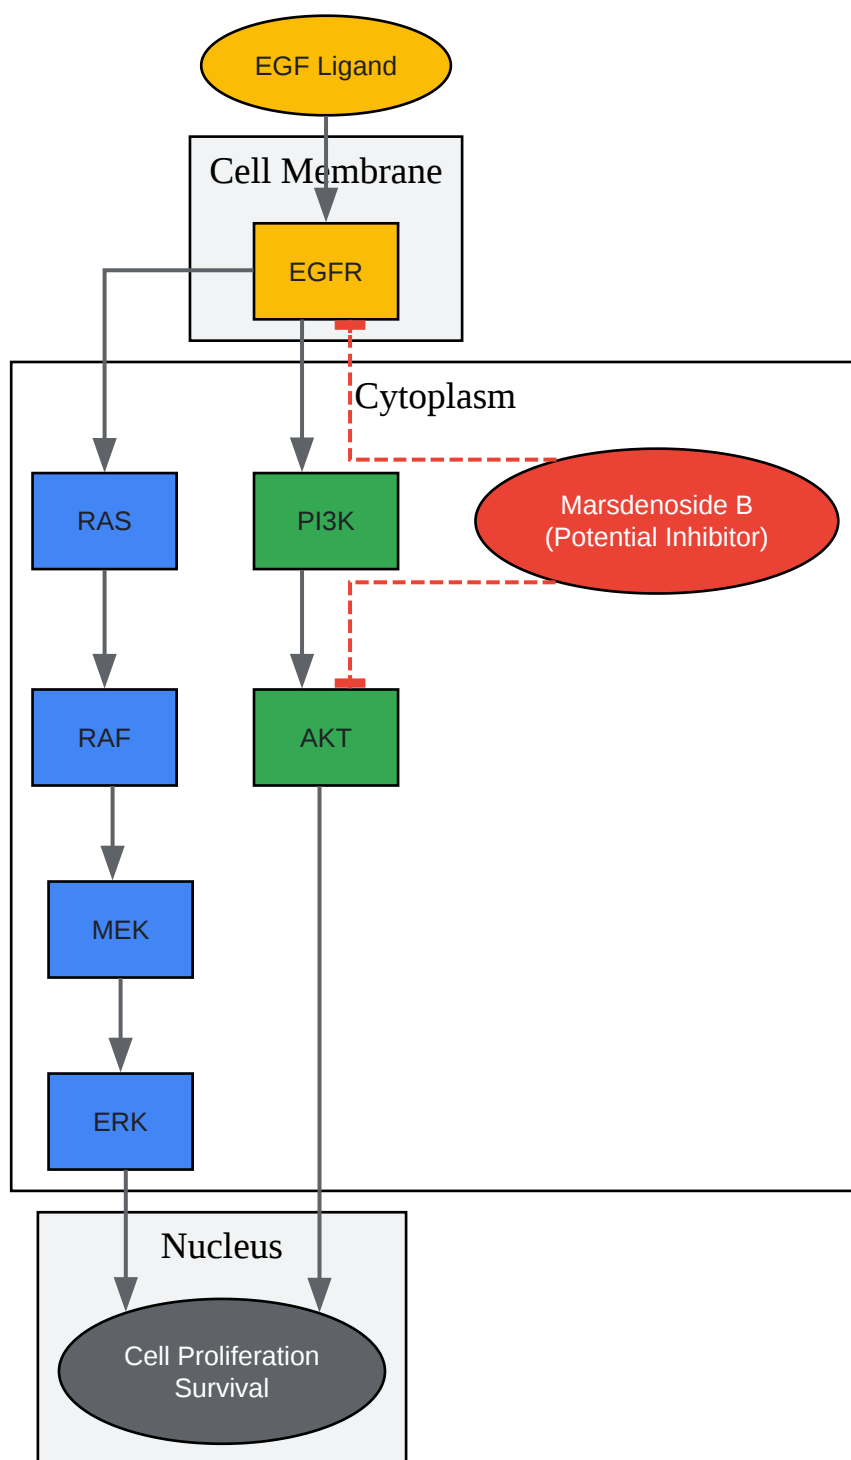 EGF Ligand
Cell Membrane
EGFR
Cytoplasm
RAS
PI3K
Marsdenoside B
(Potential Inhibitor)
RAF
AKT
MEK
ERK
Nucleus
Cell Proliferation
Survival